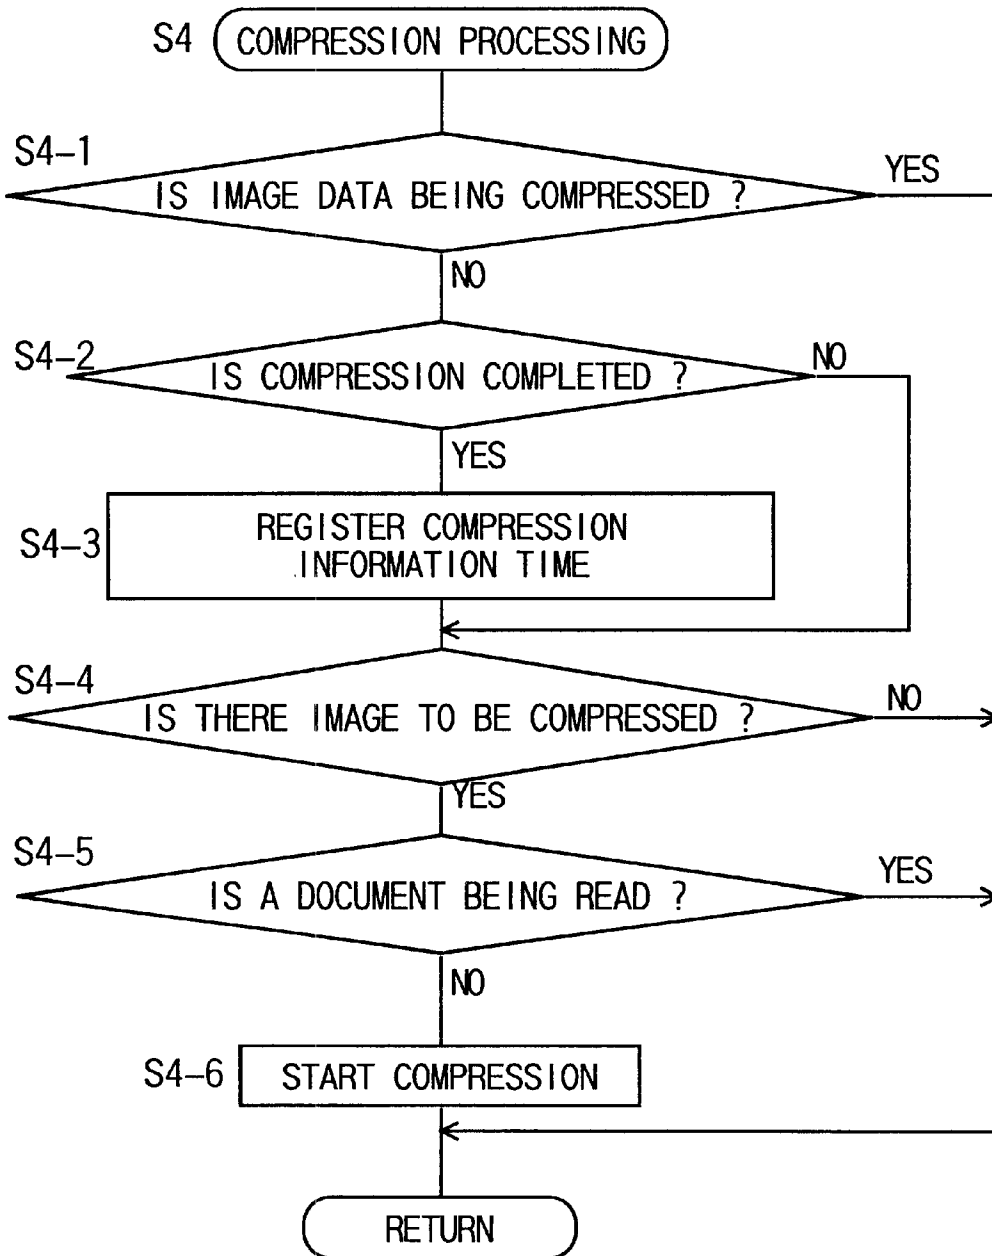 S4 COMPRESSION PROCESSING
S4-1
IS IMAGE DATA BEING COMPRESSED ?
YES
NO
S4-2
IS COMPRESSION COMPLETED ?
NO
YES
S4-3
REGISTER COMPRESSION
INFORMATION TIME
S4-4
IS THERE IMAGE TO BE COMPRESSED ?
NO
YES
S4-5
IS A DOCUMENT BEING READ ?
YES
NO
S4-6 START COMPRESSION
RETURN